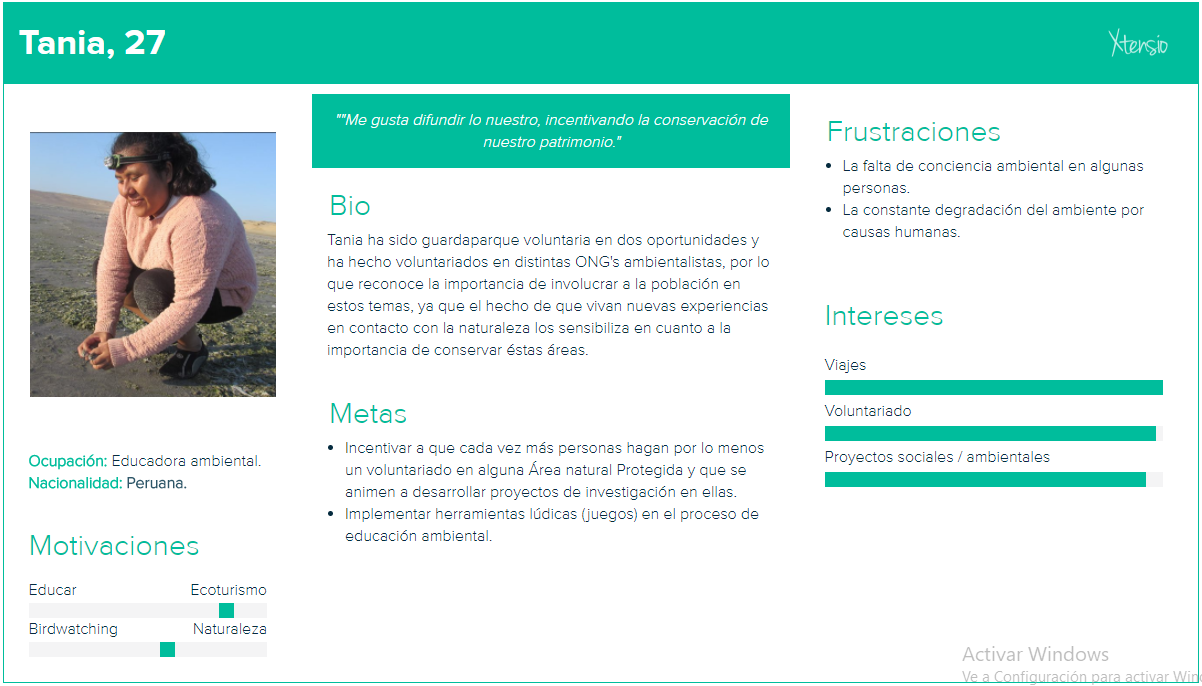 Tania, 27
Xtensio
""Me gusta difundir lo nuestro, incentivando la conservación de
nuestro patrimonio."
Ocupación: Educadora ambiental.
Nacionalidad: Peruana.
Motivaciones
Educar Ecoturismo
Birdwatching Naturaleza
Bio
Tania ha sido guardaparque voluntaria en dos oportunidades y
ha hecho voluntariados en distintas ONG's ambientalistas, por lo
que reconoce la importancia de involucrar a la población en
estos temas, ya que el hecho de que vivan nuevas experiencias
en contacto con la naturaleza los sensibiliza en cuanto a la
importancia de conservar éstas áreas.
Metas
• Incentivar a que cada vez más personas hagan por lo menos
un voluntariado en alguna Área natural Protegida y que se
animen a desarrollar proyectos de investigación en ellas.
• Implementar herramientas lúdicas (juegos) en el proceso de
educación ambiental.
Frustraciones
• La falta de conciencia ambiental en algunas
personas.
• La constante degradación del ambiente por
causas humanas.
Intereses
Viajes
Voluntariado
Proyectos sociales / ambientales
Activar Windows
Ve a Configuración para activar Win